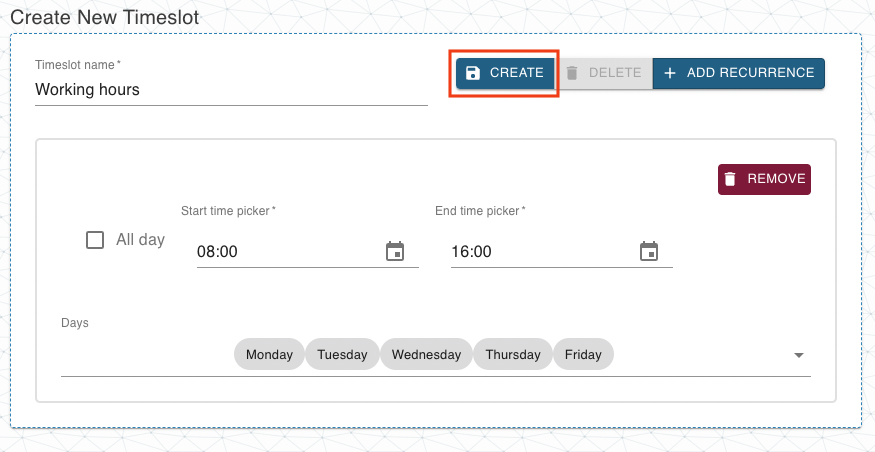 Create New Timeslot
Timeslot name *
Working hours
CREATE
DELETE
ADD RECURRENCE
REMOVE
All day
Start time picker *
08:00
End time picker *
16:00
Days
Monday Tuesday Wednesday Thursday Friday